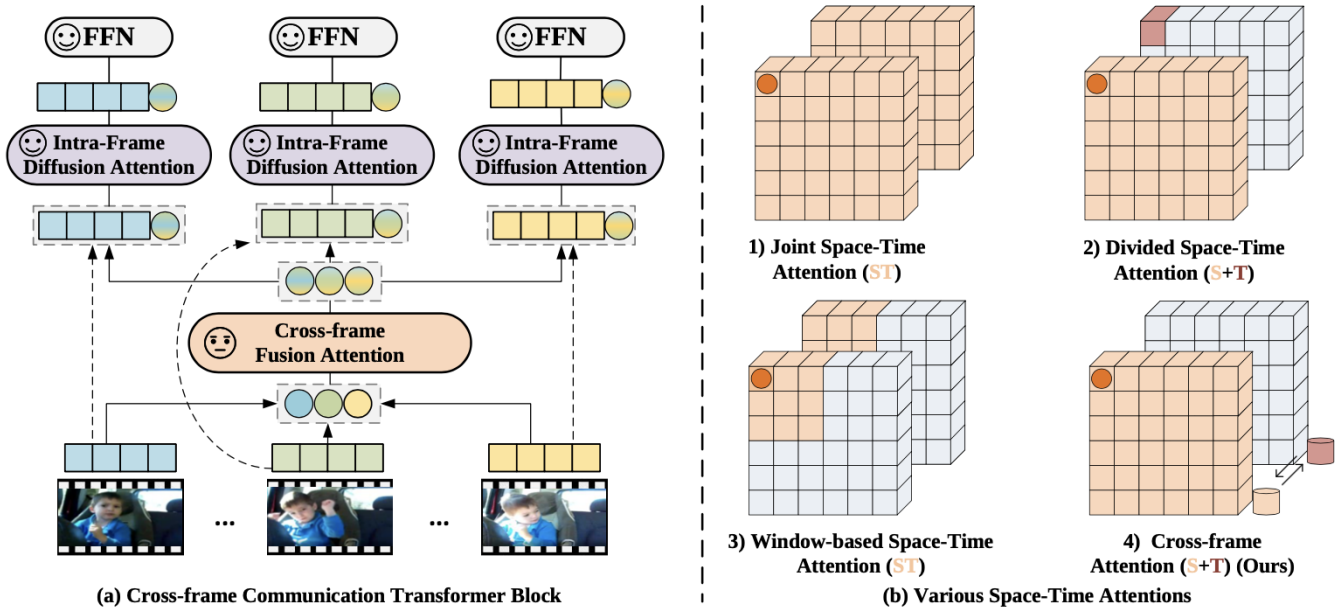 FFN
FFN
FFN
Intra-Frame
Diffusion Attention
Intra-Frame
Diffusion Attention
Intra-Frame
Diffusion Attention
Cross-frame
Fusion Attention
...
...
(a) Cross-frame Communication Transformer Block
1) Joint Space-Time
Attention (ST)
2) Divided Space-Time
Attention (S+T)
3) Window-based Space-Time
Attention (ST)
4) Cross-frame
Attention (S+T) (Ours)
(b) Various Space-Time Attentions